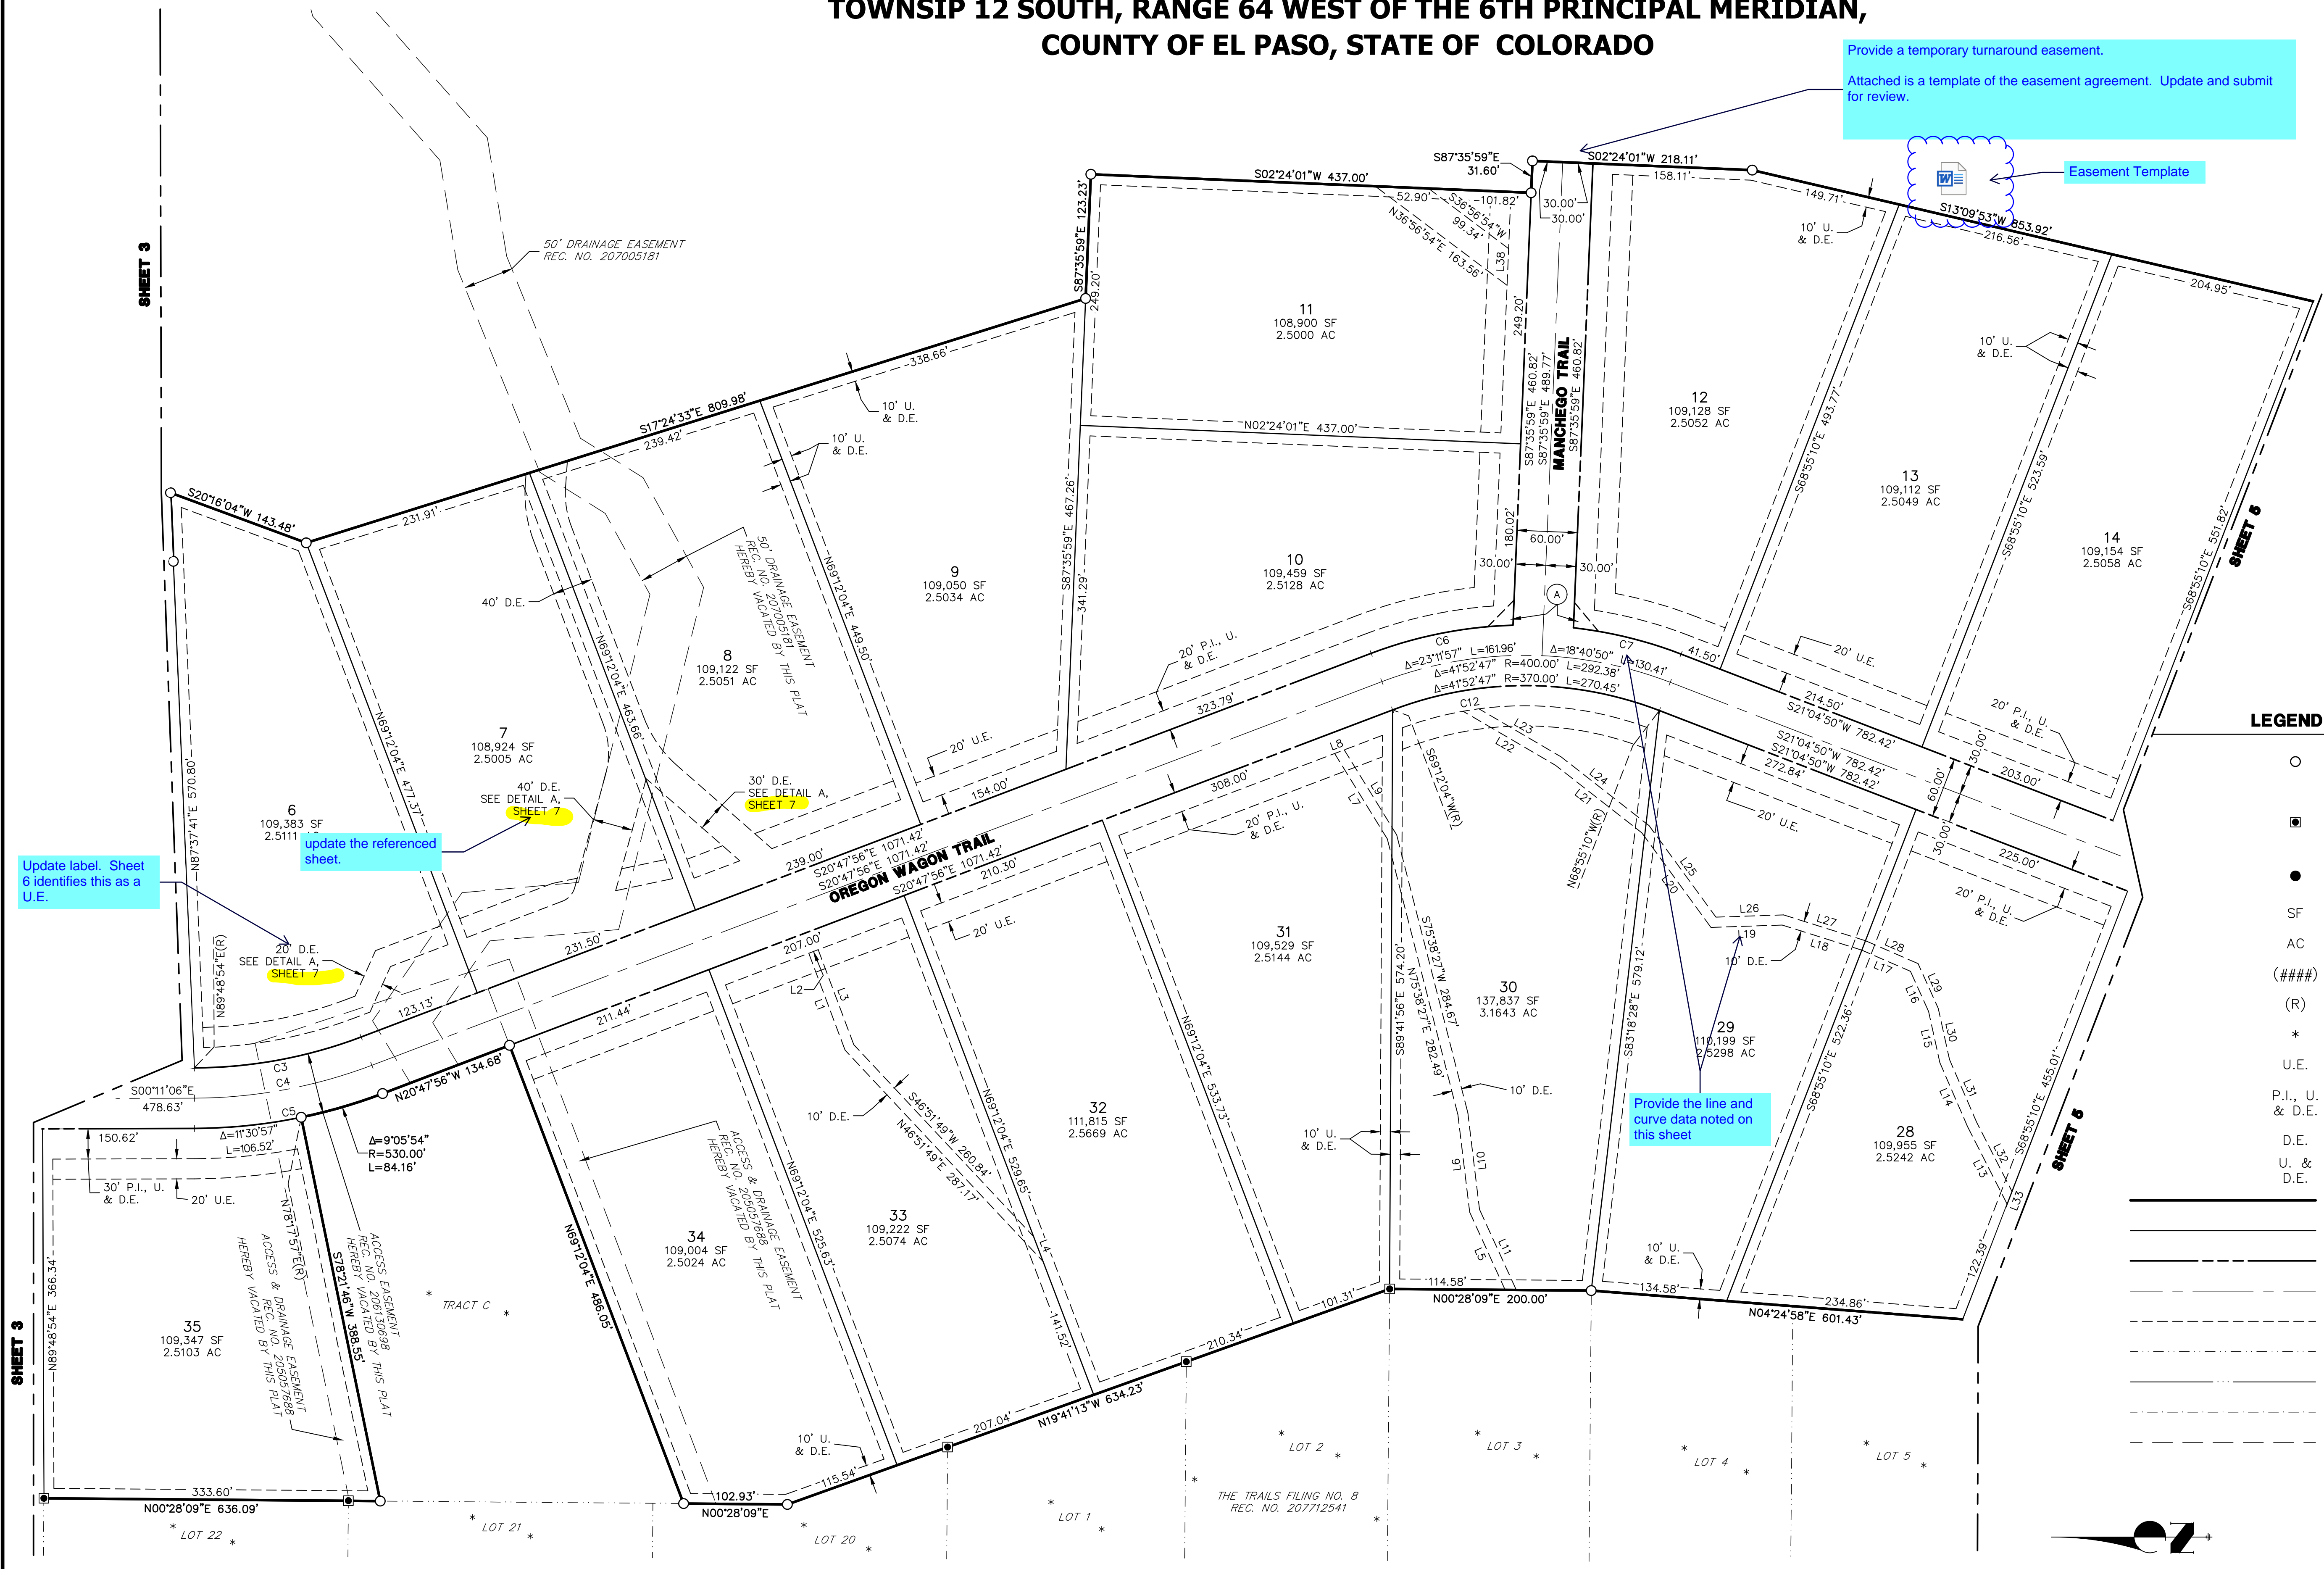 TOWNSIP 12 SOUTH, RANGE 64 WEST OF THE 6TH PRINCIPAL MERIDIAN,
COUNTY OF EL PASO, STATE OF COLORADO
Provide a temporary turnaround easement.
Attached is a template of the easement agreement. Update and submit
for review.
Easement Template
SHEET 3
50' DRAINAGE EASEMENT
REC. NO. 207005181
S87°35'59"E 123.23'
S02°24'01"W 437.00'
52.90'
101.82'
S36°56'54"W
99.34'
N36°56'54"E 163.56'
L38
S87°35'59"E
31.60'
S02°24'01"W 218.11'
158.11'
30.00'
30.00'
149.71'
10' U.
& D.E.
S13°09'53"W 853.92'
216.56'
204.95'
249.20'
249.20'
11
108,900 SF
2.5000 AC
N02°24'01"E 437.00'
S87°35'59"E 460.82'
S87°35'59"E 489.77'
MANCHEGO TRAIL
S87°35'59"E 460.82'
12
109,128 SF
2.5052 AC
S68°55'10"E 493.77'
10' U.
& D.E.
13
109,112 SF
2.5049 AC
S68°55'10"E 523.59'
14
109,154 SF
2.5058 AC
S68°55'10"E 551.82'
SHEET 5
S17°24'33"E 809.98'
338.66'
239.42'
231.91'
10' U.
& D.E.
10' U.
& D.E.
S20°16'04"W 143.48'
N87°37'41"E 570.80'
6
109,383 SF
2.5111
N69°12'04"E 477.37'
7
108,924 SF
2.5005 AC
40' D.E.
N69°12'04"E 463.66'
50' DRAINAGE EASEMENT
REC. NO. 207005181
HEREBY VACATED BY THIS PLAT
8
109,122 SF
2.5051 AC
N69°12'04"E 449.50'
9
109,050 SF
2.5034 AC
S87°35'59"E 467.26'
341.29'
10
109,459 SF
2.5128 AC
180.02'
60.00'
30.00'
30.00'
A
40' D.E.
SEE DETAIL A,
SHEET 7
30' D.E.
SEE DETAIL A,
SHEET 7
update the referenced
sheet.
Update label. Sheet
6 identifies this as a
U.E.
20' D.E.
SEE DETAIL A,
SHEET 7
N89°48'54"E(R)
20' U.E.
20' P.I., U.
& D.E.
C6
C7
41.50'
Δ=23°11'57" L=161.96'
Δ=18°40'50" L=130.41'
Δ=41°52'47" R=400.00' L=292.38'
Δ=41°52'47" R=370.00' L=270.45'
C12
20' U.E.
214.50'
S21°04'50"W 782.42'
S21°04'50"W 782.42'
S21°04'50"W 782.42'
272.84'
20' P.I., U.
& D.E.
30.00'
60.00'
30.00'
203.00'
225.00'
20' U.E.
20' P.I., U.
& D.E.
123.13'
231.50'
239.00'
154.00'
323.79'
S20°47'56"E 1071.42'
S20°47'56"E 1071.42'
OREGON WAGON TRAIL
S20°47'56"E 1071.42'
308.00'
210.30'
207.00'
211.44'
20' P.I., U.
& D.E.
20' U.E.
C3
C4
C5
S00°11'06"E
478.63'
150.62'
Δ=11°30'57"
L=106.52'
N20°47'56"W 134.68'
Δ=9°05'54"
R=530.00'
L=84.16'
30' P.I., U.
& D.E.
20' U.E.
N78°17'57"E(R)
S78°21'46"W 388.55'
ACCESS EASEMENT
REC. NO. 206130698
HEREBY VACATED BY THIS PLAT
ACCESS & DRAINAGE EASEMENT
REC. NO. 205057688
HEREBY VACATED BY THIS PLAT
N89°48'54"E 366.34'
35
109,347 SF
2.5103 AC
SHEET 3
333.60'
N00°28'09"E 636.09'
* TRACT C *
N69°12'04"E 486.05'
34
109,004 SF
2.5024 AC
ACCESS & DRAINAGE EASEMENT
REC. NO. 205057688
HEREBY VACATED BY THIS PLAT
N69°12'04"E 525.63'
L2
L1
L3
10' D.E.
S46°51'49"W 260.84'
N46°51'49"E 287.17'
L4
33
109,222 SF
2.5074 AC
N69°12'04"E 529.65'
141.52'
32
111,815 SF
2.5669 AC
N69°12'04"E 533.73'
31
109,529 SF
2.5144 AC
L8
L7
L9
S69°12'04"W(R)
S75°38'27"W 284.67'
N75°38'27"E 282.49'
S89°41'56"E 574.20'
10' D.E.
L6
L10
L5
L11
10' U.
& D.E.
30
137,837 SF
3.1643 AC
S83°18'28"E 579.12'
N68°55'10"W(R)
L23
L22
L24
L21
L25
L20
L26
L19
L27
L18
10' D.E.
L28
L17
L29
L16
L30
L15
L31
L14
L32
L13
L33
29
110,199 SF
2.5298 AC
Provide the line and
curve data noted on
this sheet
S68°55'10"E 522.36'
28
109,955 SF
2.5242 AC
S68°55'10"E 455.01'
122.39'
SHEET 5
10' U.
& D.E.
114.58'
N00°28'09"E 200.00'
134.58'
234.86'
N04°24'58"E 601.43'
101.31'
210.34'
N19°41'13"W 634.23'
207.04'
10' U.
& D.E.
115.54'
102.93'
N00°28'09"E
* LOT 22 *
* LOT 21 *
* LOT 20 *
* LOT 1 *
* LOT 2 *
* LOT 3 *
* LOT 4 *
* LOT 5 *
* THE TRAILS FILING NO. 8 *
REC. NO. 207712541
LEGEND
SF
AC
(####)
(R)
*
U.E.
P.I., U.
& D.E.
D.E.
U. &
D.E.
N